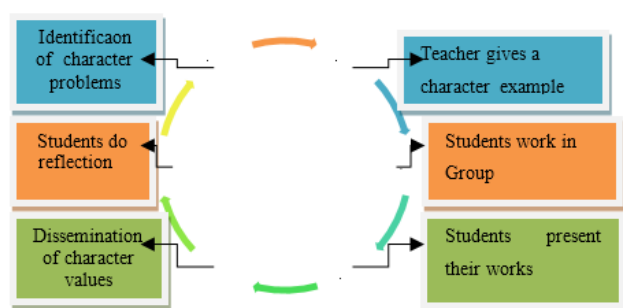 Identificaon
of character
problems
Teacher gives a
character example
Students do
reflection
Students work in
Group
Dissemination
of character
values
Students present
their works